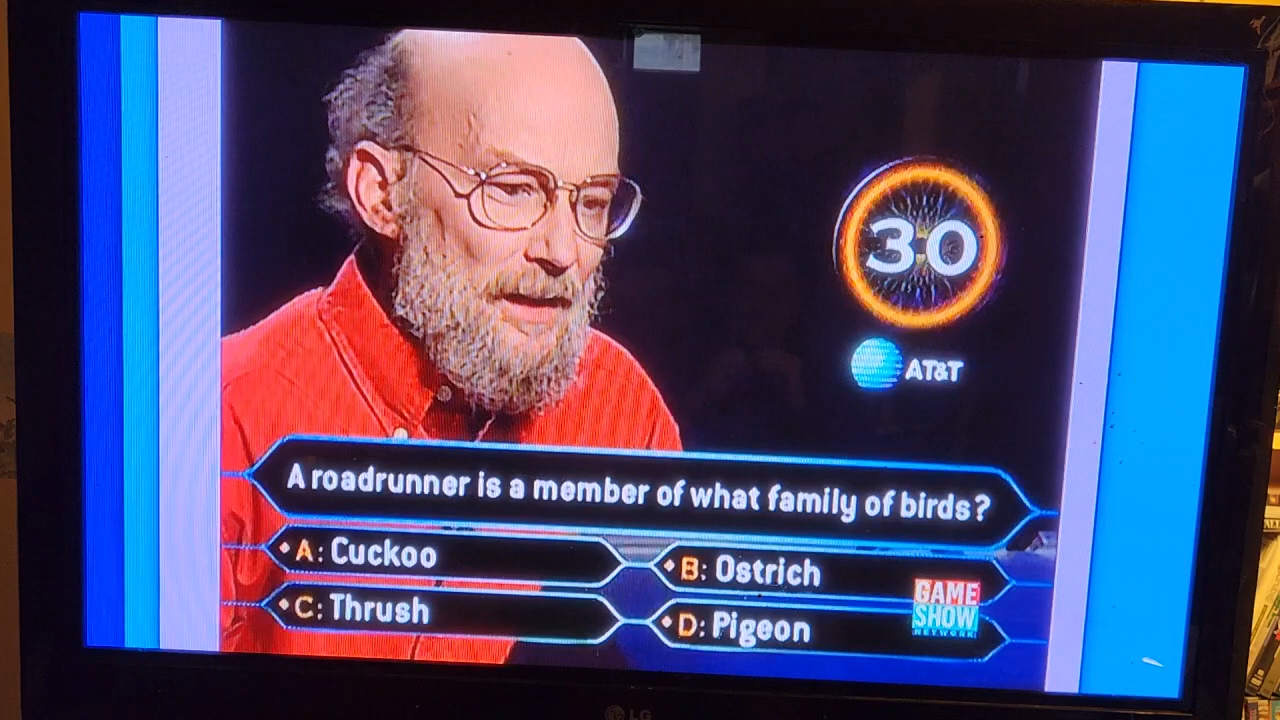 30
AT&T
A roadrunner is a member of what family of birds?
A: Cuckoo
B: Ostrich
C: Thrush
D: Pigeon
GAME
SHOW
NETWORK
LG